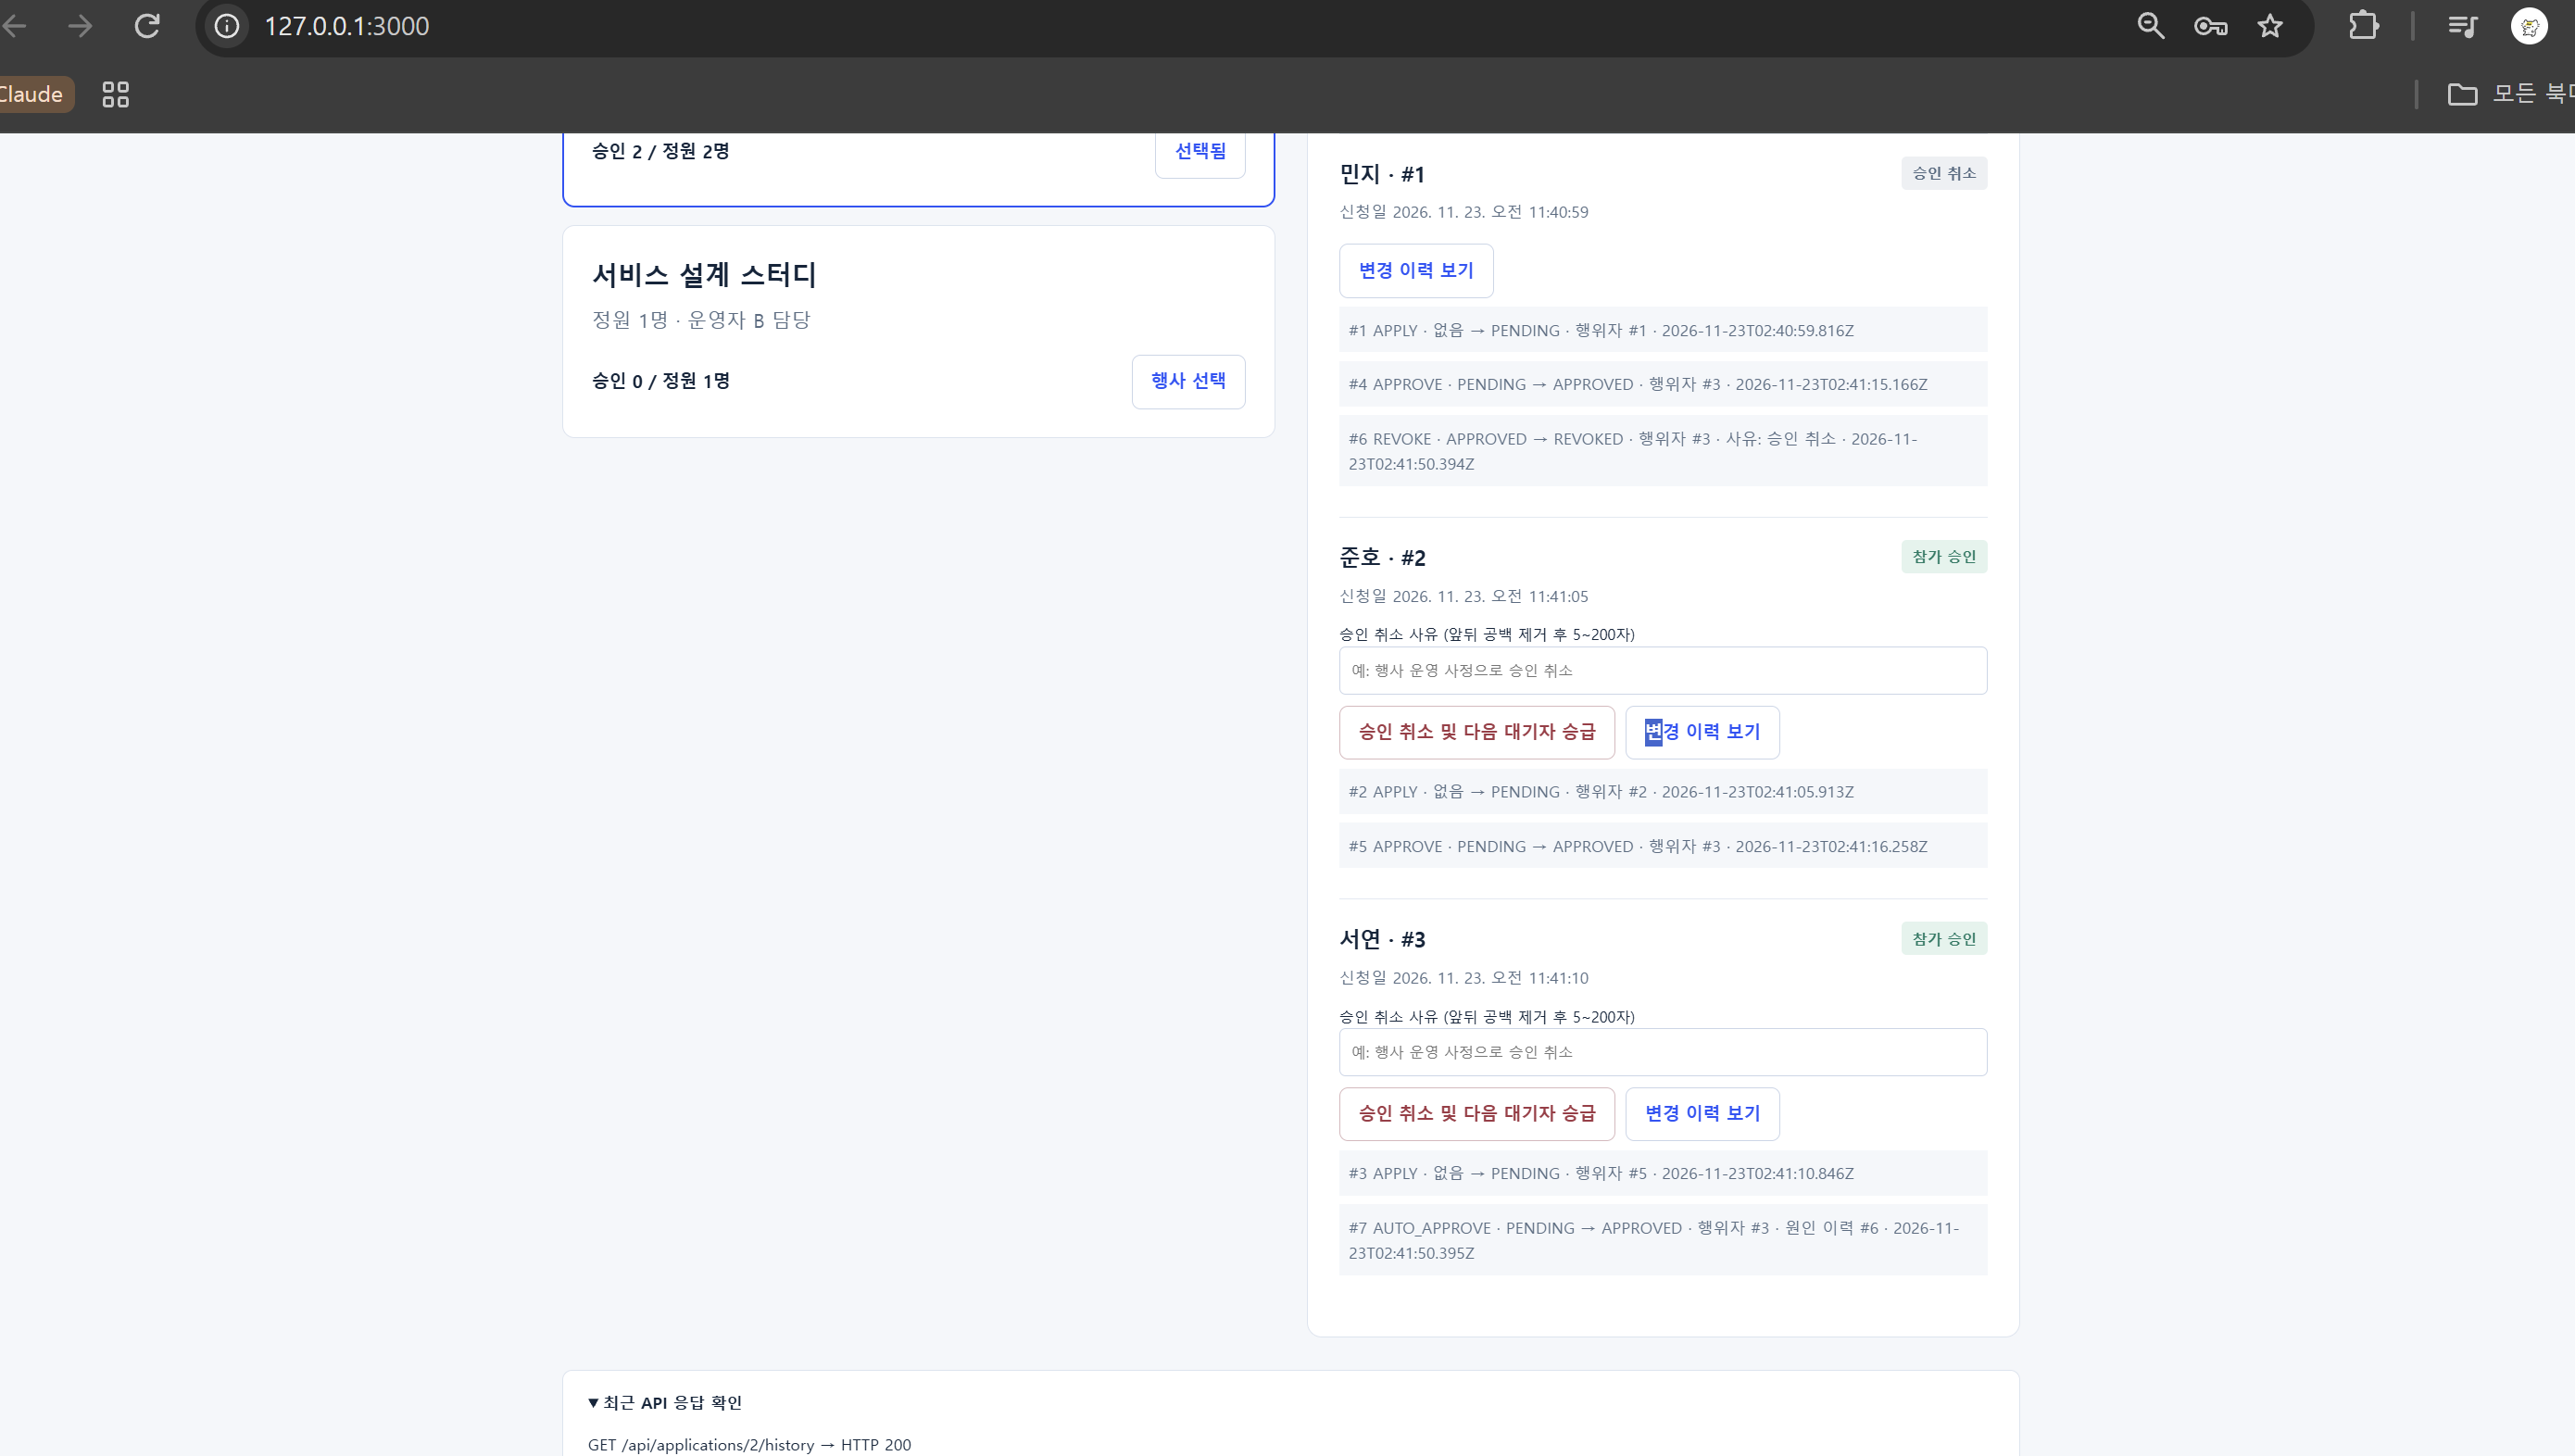 127.0.0.1:3000
Claude
모든 북
승인 2 / 정원 2명
선택됨
서비스 설계 스터디
정원 1명 · 운영자 B 담당
승인 0 / 정원 1명
행사 선택
민지 · #1
승인 취소
신청일 2026. 11. 23. 오전 11:40:59
변경 이력 보기
#1 APPLY · 없음 → PENDING · 행위자 #1 · 2026-11-23T02:40:59.816Z
#4 APPROVE · PENDING → APPROVED · 행위자 #3 · 2026-11-23T02:41:15.166Z
#6 REVOKE · APPROVED → REVOKED · 행위자 #3 · 사유: 승인 취소 · 2026-11-
23T02:41:50.394Z
준호 · #2
참가 승인
신청일 2026. 11. 23. 오전 11:41:05
승인 취소 사유 (앞뒤 공백 제거 후 5~200자)
예: 행사 운영 사정으로 승인 취소
승인 취소 및 다음 대기자 승급
변경 이력 보기
#2 APPLY · 없음 → PENDING · 행위자 #2 · 2026-11-23T02:41:05.913Z
#5 APPROVE · PENDING → APPROVED · 행위자 #3 · 2026-11-23T02:41:16.258Z
서연 · #3
참가 승인
신청일 2026. 11. 23. 오전 11:41:10
승인 취소 사유 (앞뒤 공백 제거 후 5~200자)
예: 행사 운영 사정으로 승인 취소
승인 취소 및 다음 대기자 승급
변경 이력 보기
#3 APPLY · 없음 → PENDING · 행위자 #5 · 2026-11-23T02:41:10.846Z
#7 AUTO_APPROVE · PENDING → APPROVED · 행위자 #3 · 원인 이력 #6 · 2026-11-
23T02:41:50.395Z
▼ 최근 API 응답 확인
GET /api/applications/2/history → HTTP 200